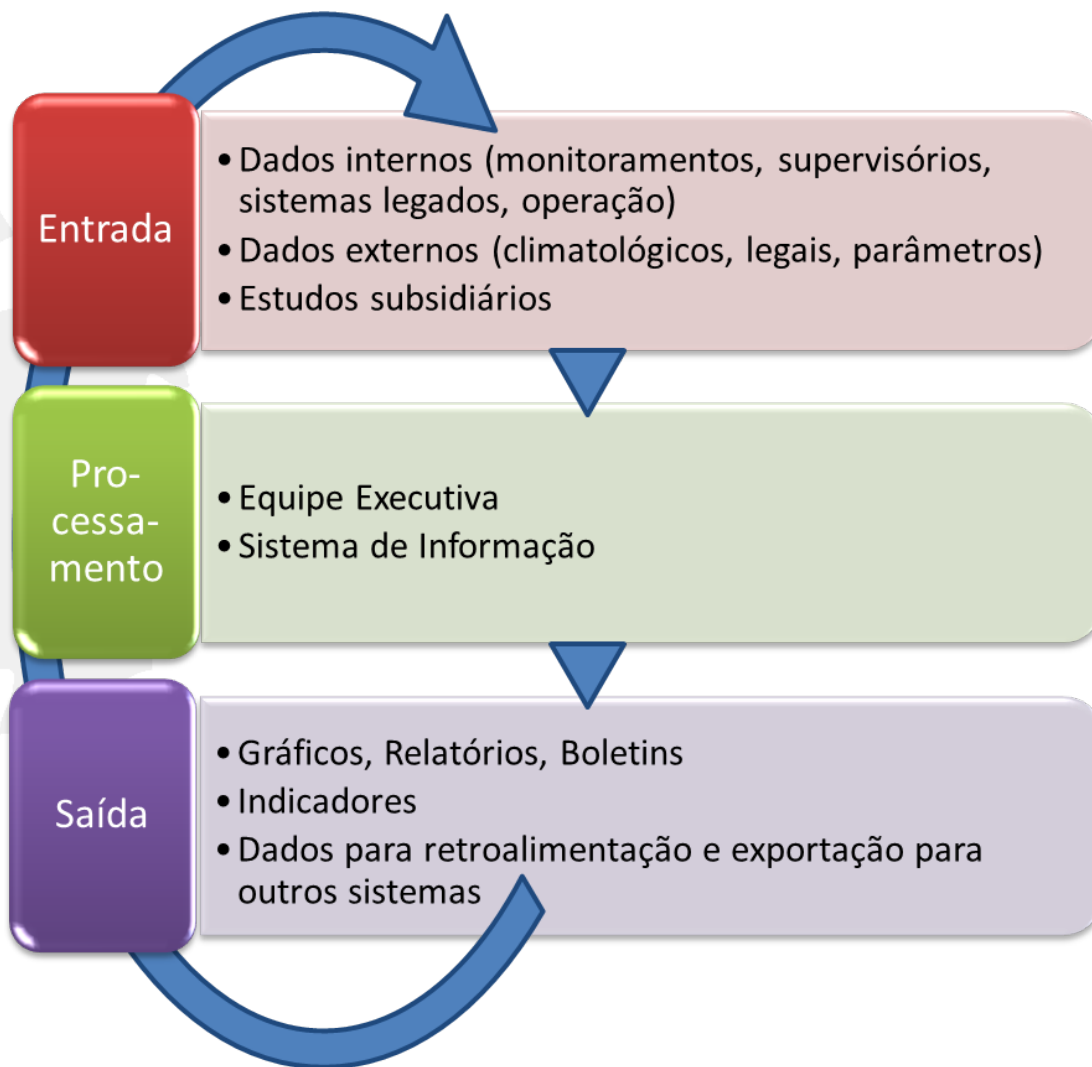 Entrada
• Dados internos (monitoramentos, supervisórios,
sistemas legados, operação)
• Dados externos (climatológicos, legais, parâmetros)
• Estudos subsidiários
Pro-
cessa-
mento
• Equipe Executiva
• Sistema de Informação
Saída
• Gráficos, Relatórios, Boletins
• Indicadores
• Dados para retroalimentação e exportação para
outros sistemas